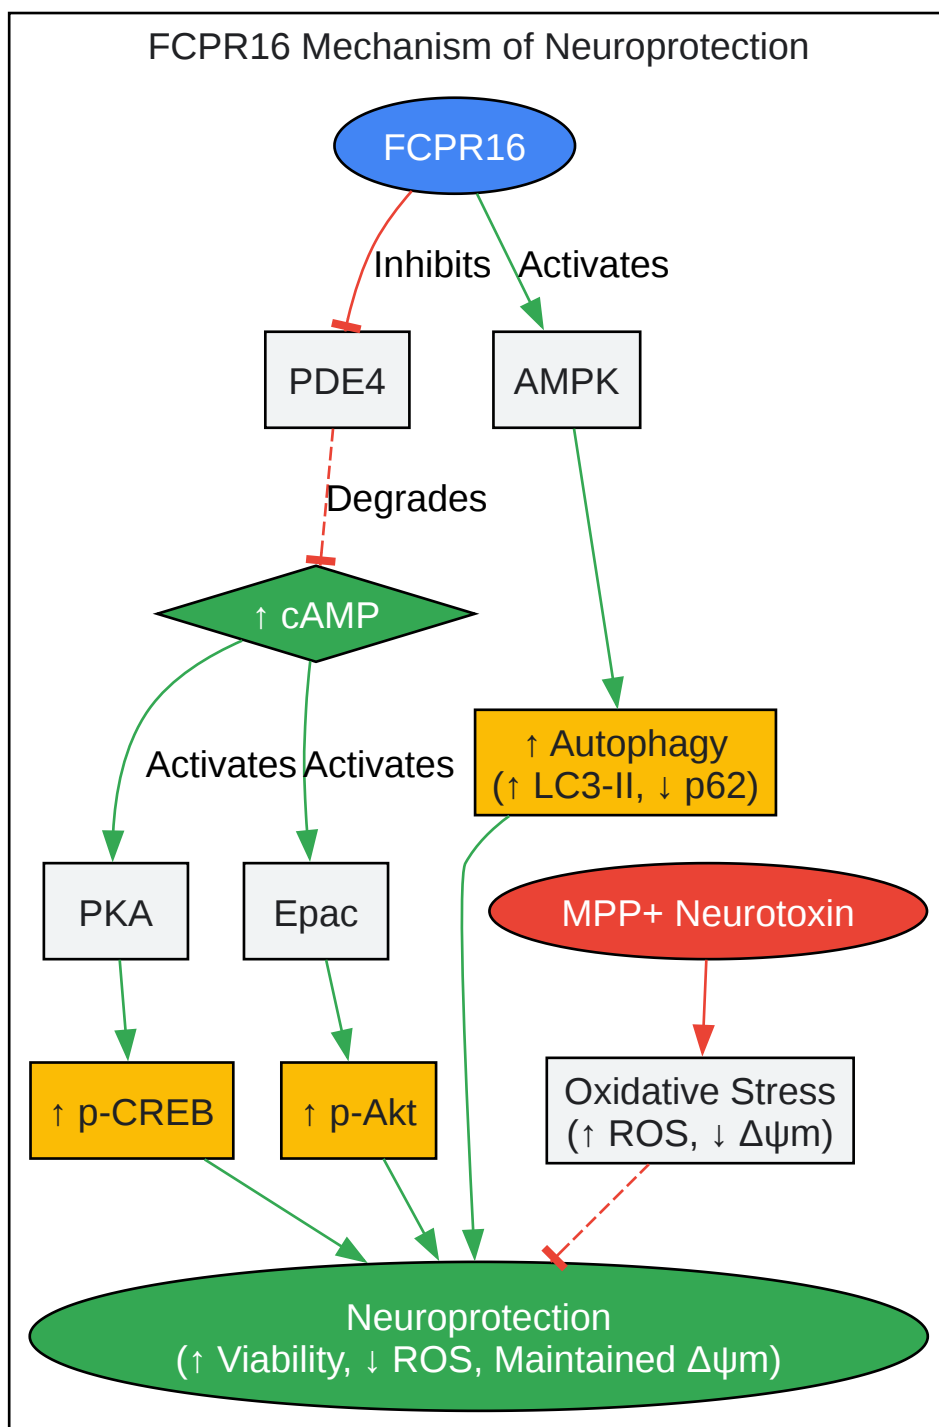 FCPR16 Mechanism of Neuroprotection
FCPR16
Inhibits
Activates
PDE4
AMPK
Degrades
↑ cAMP
Activates
Activates
↑ Autophagy
(↑ LC3-II, ↓ p62)
PKA
Epac
MPP+ Neurotoxin
↑ p-CREB
↑ p-Akt
Oxidative Stress
(↑ ROS, ↓ Δψm)
Neuroprotection
(↑ Viability, ↓ ROS, Maintained Δψm)